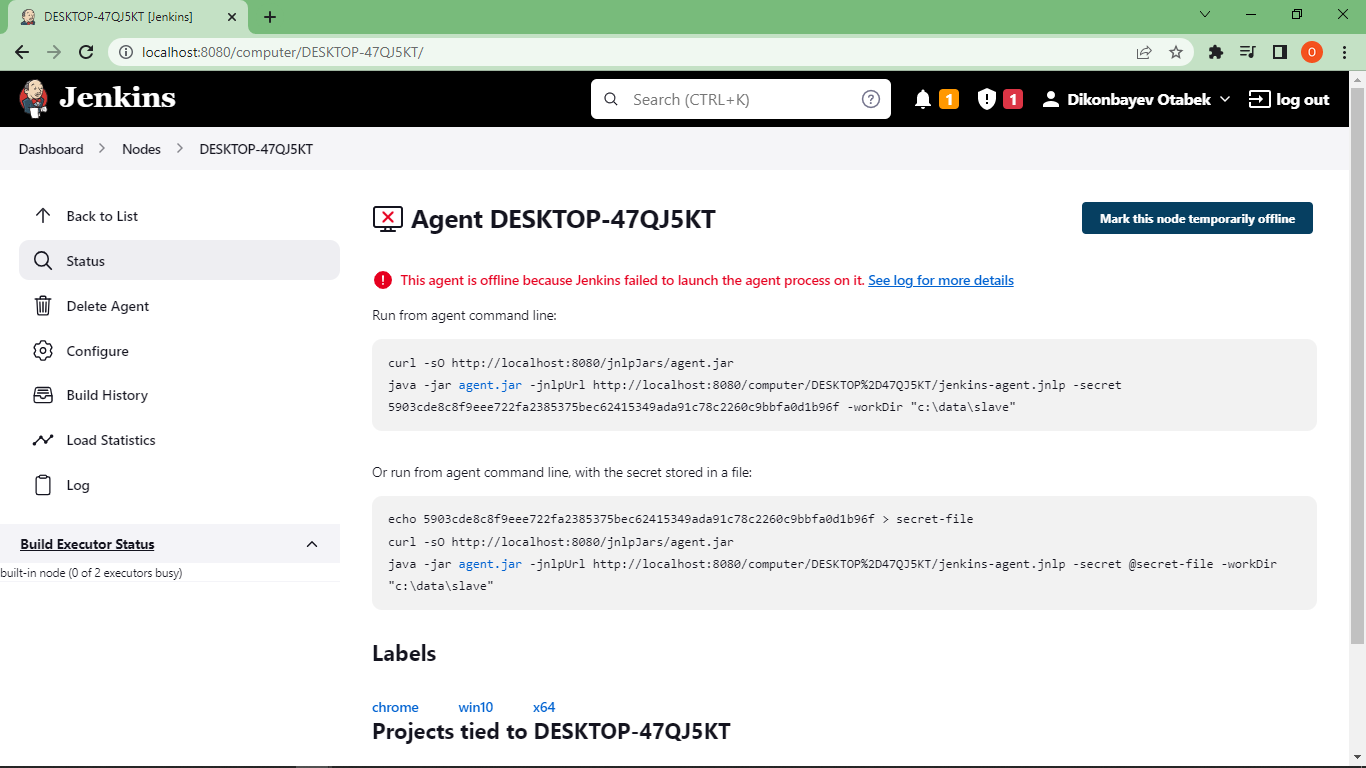 DESKTOP-47QJ5KT [Jenkins]
localhost:8080/computer/DESKTOP-47QJ5KT/
O
Jenkins
Search (CTRL+K)
1
1
Dikonbayev Otabek
log out
Dashboard
Nodes
DESKTOP-47QJ5KT
Back to List
Status
Delete Agent
Configure
Build History
Load Statistics
Log
Build Executor Status
built-in node (0 of 2 executors busy)
Agent DESKTOP-47QJ5KT
Mark this node temporarily offline
This agent is offline because Jenkins failed to launch the agent process on it. See log for more details
Run from agent command line:
curl -sO http://localhost:8080/jnlpJars/agent.jar
java -jar agent.jar -jnlpUrl http://localhost:8080/computer/DESKTOP%2D47QJ5KT/jenkins-agent.jnlp -secret
5903cde8c8f9eee722fa2385375bec62415349ada91c78c2260c9bbfa0d1b96f -workDir "c:\data\slave"
Or run from agent command line, with the secret stored in a file:
echo 5903cde8c8f9eee722fa2385375bec62415349ada91c78c2260c9bbfa0d1b96f > secret-file
curl -sO http://localhost:8080/jnlpJars/agent.jar
java -jar agent.jar -jnlpUrl http://localhost:8080/computer/DESKTOP%2D47QJ5KT/jenkins-agent.jnlp -secret @secret-file -workDir
"c:\data\slave"
Labels
chrome win10 x64
Projects tied to DESKTOP-47QJ5KT